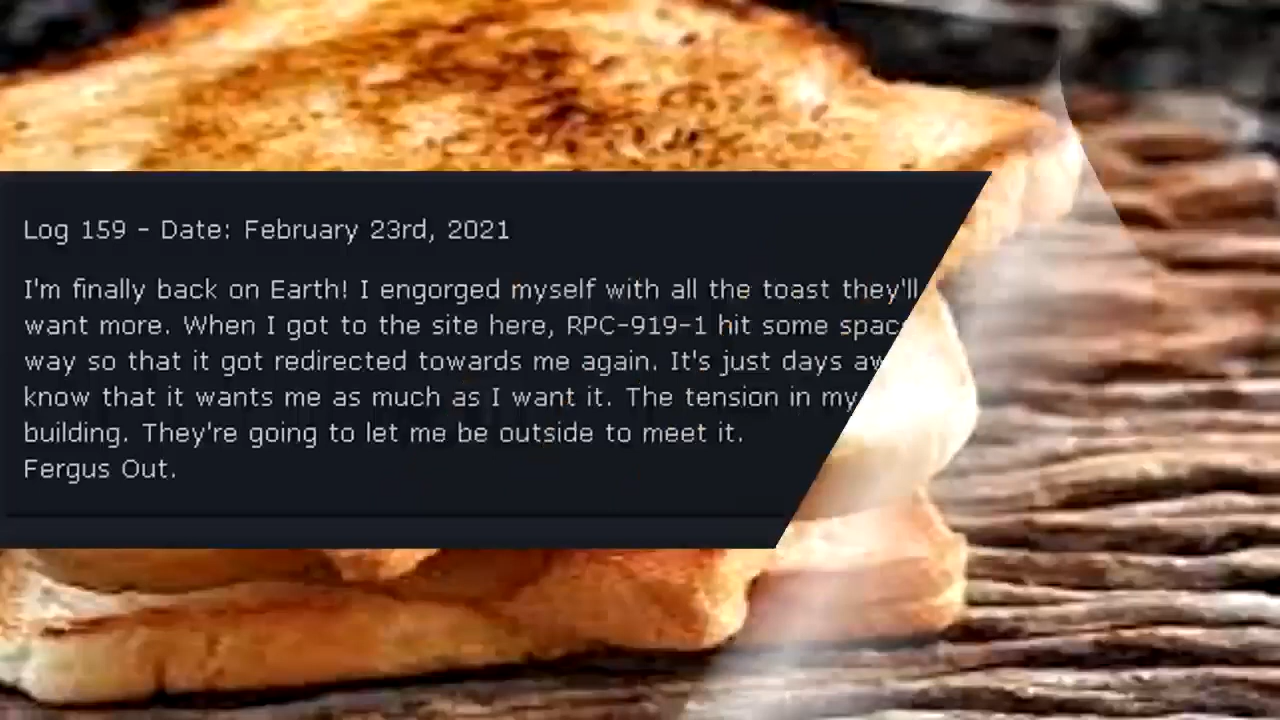 Log 159 - Date: February 23rd, 2021
I'm finally back on Earth! I engorged myself with all the toast they'll
want more. When I got to the site here, RPC-919-1 hit some
way so that it got redirected towards me again. It's just days
know that it wants me as much as I want it. The tension in my
building. They're going to let me be outside to meet it.
Fergus Out.